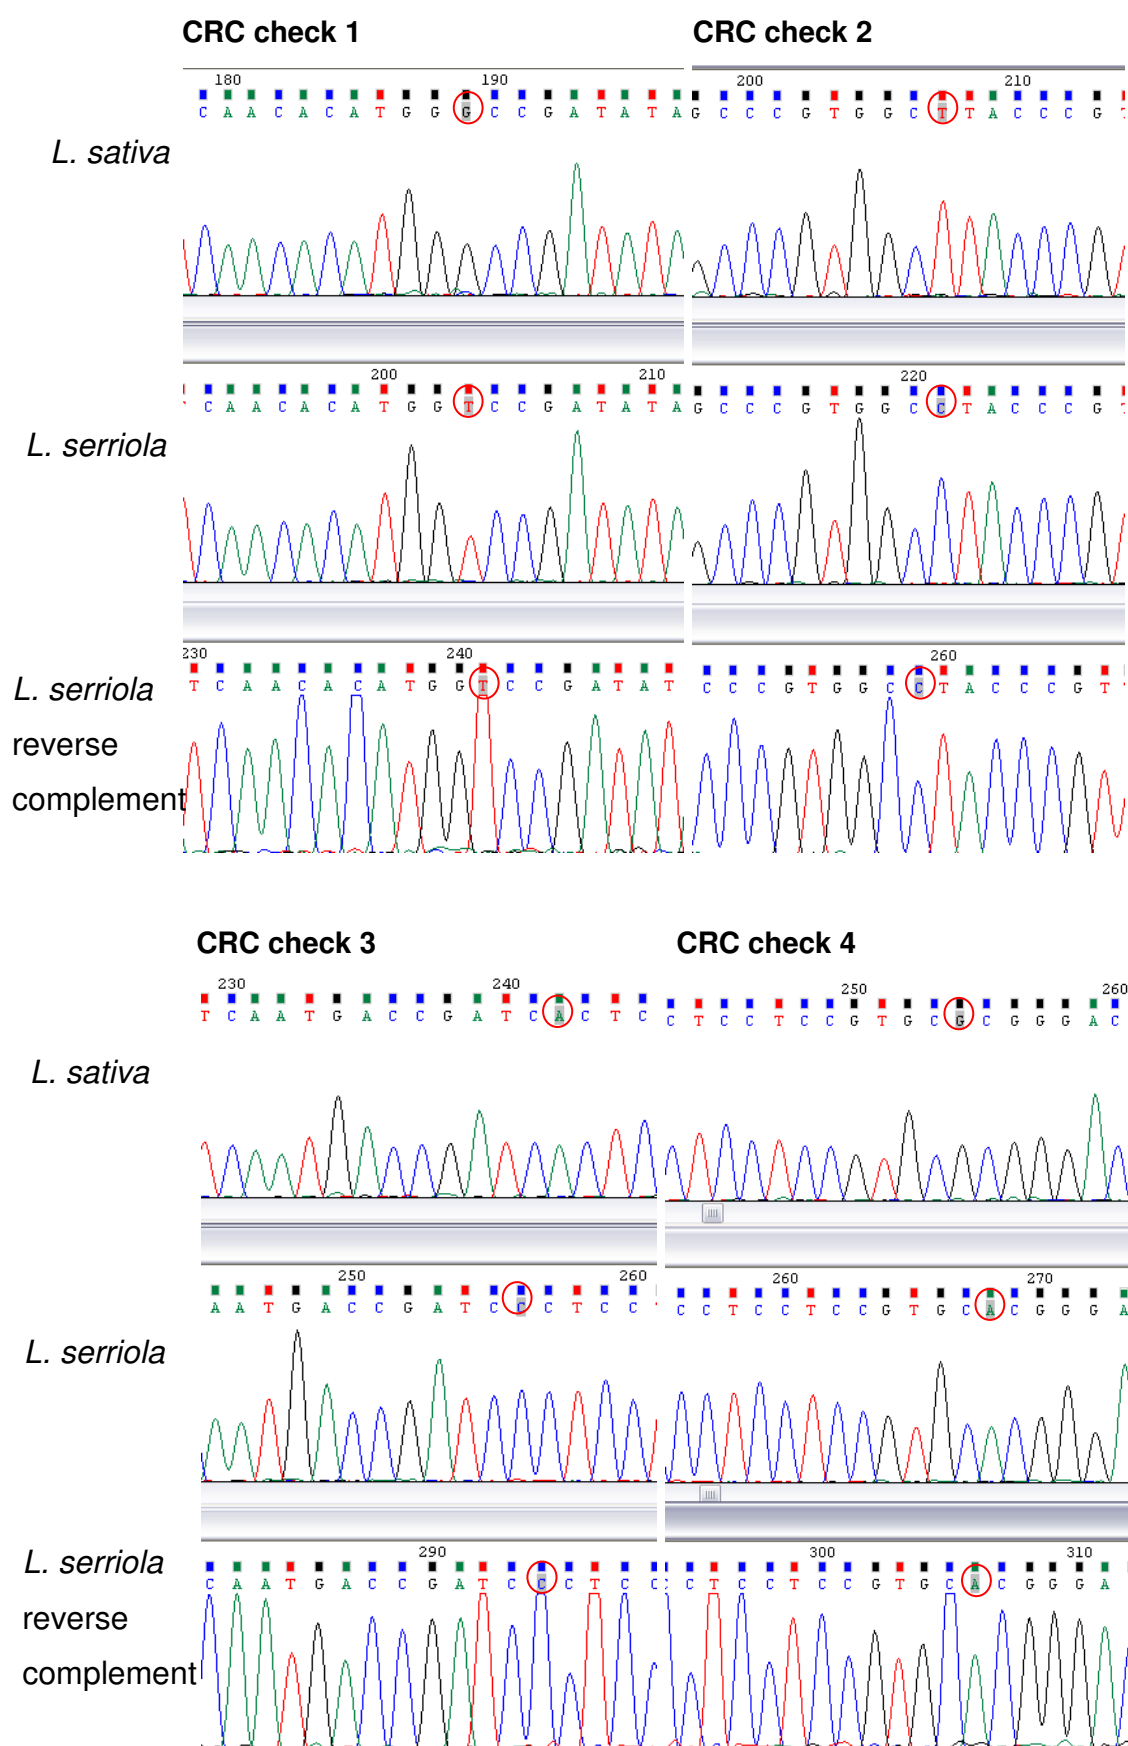 CRC check 1
CRC check 2
180 190
200 210
C A A C A C A T G G G C C G A T A T A
G C C C G T G G C T T A C C C G T
L. sativa
200 210
220
C A A C A C A T G G T C C G A T A T A
G C C C G T G G C C T A C C C G T
L. serriola
230 240
260
T C A A C A C A T G G T C C G A T A T
C C C G T G G C C T A C C C G T T
L. serriola
reverse
complement
CRC check 3
CRC check 4
230 240
250 260
T C A A T G A C C G A T C A C T C
C T C C T C C G T G C G C G G G A C
L. sativa
250 260
260 270
A A T G A C C G A T C C C T C C T
C C T C C T C C G T G C A C G G G A
L. serriola
290
300 310
C A A T G A C C G A T C C C T C C
C T C C T C C G T G C A C G G G A
L. serriola
reverse
complement